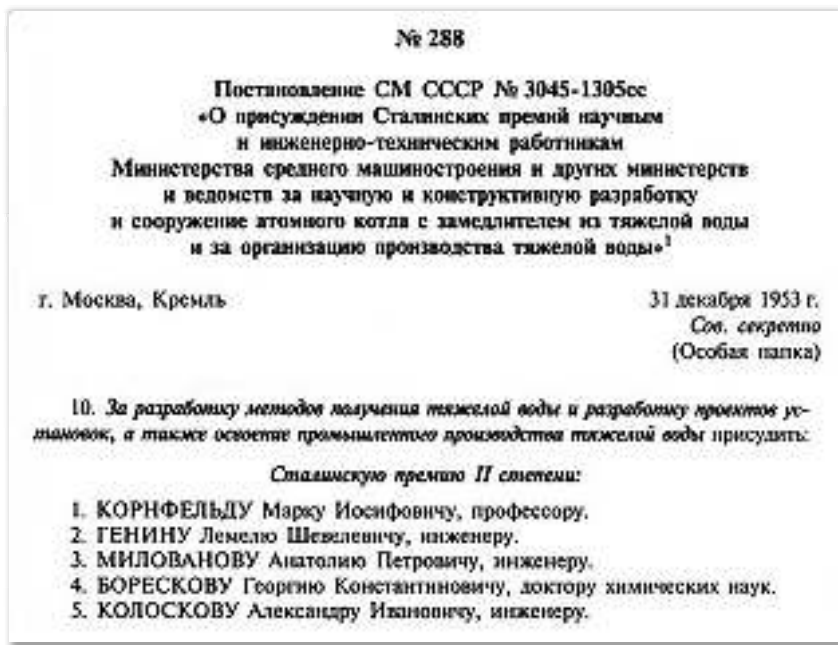 № 288
Постановление СМ СССР № 3045-1305сс
«О присуждении Сталинских премий научным
и инженерно-техническим работникам
Министерства среднего машиностроения и других министерств
и ведомств за научную и конструктивную разработку
и сооружение атомного котла с замедлителем из тяжелой воды
и за организацию производства тяжелой воды»¹
г. Москва, Кремль
31 декабря 1953 г.
Сов. секретно
(Особая папка)
10. За разработку методов получения тяжелой воды и разработку проектов ус-
тановок, а также освоение промышленного производства тяжелой воды присудить:
Сталинскую премию II степени:
1. КОРНФЕЛЬДУ Марку Иосифовичу, профессору.
2. ГЕНИНУ Лемелю Шевелевичу, инженеру.
3. МИЛОВАНОВУ Анатолию Петровичу, инженеру.
4. БОРЕСКОВУ Георгию Константиновичу, доктору химических наук.
5. КОЛОСКОВУ Александру Ивановичу, инженеру.